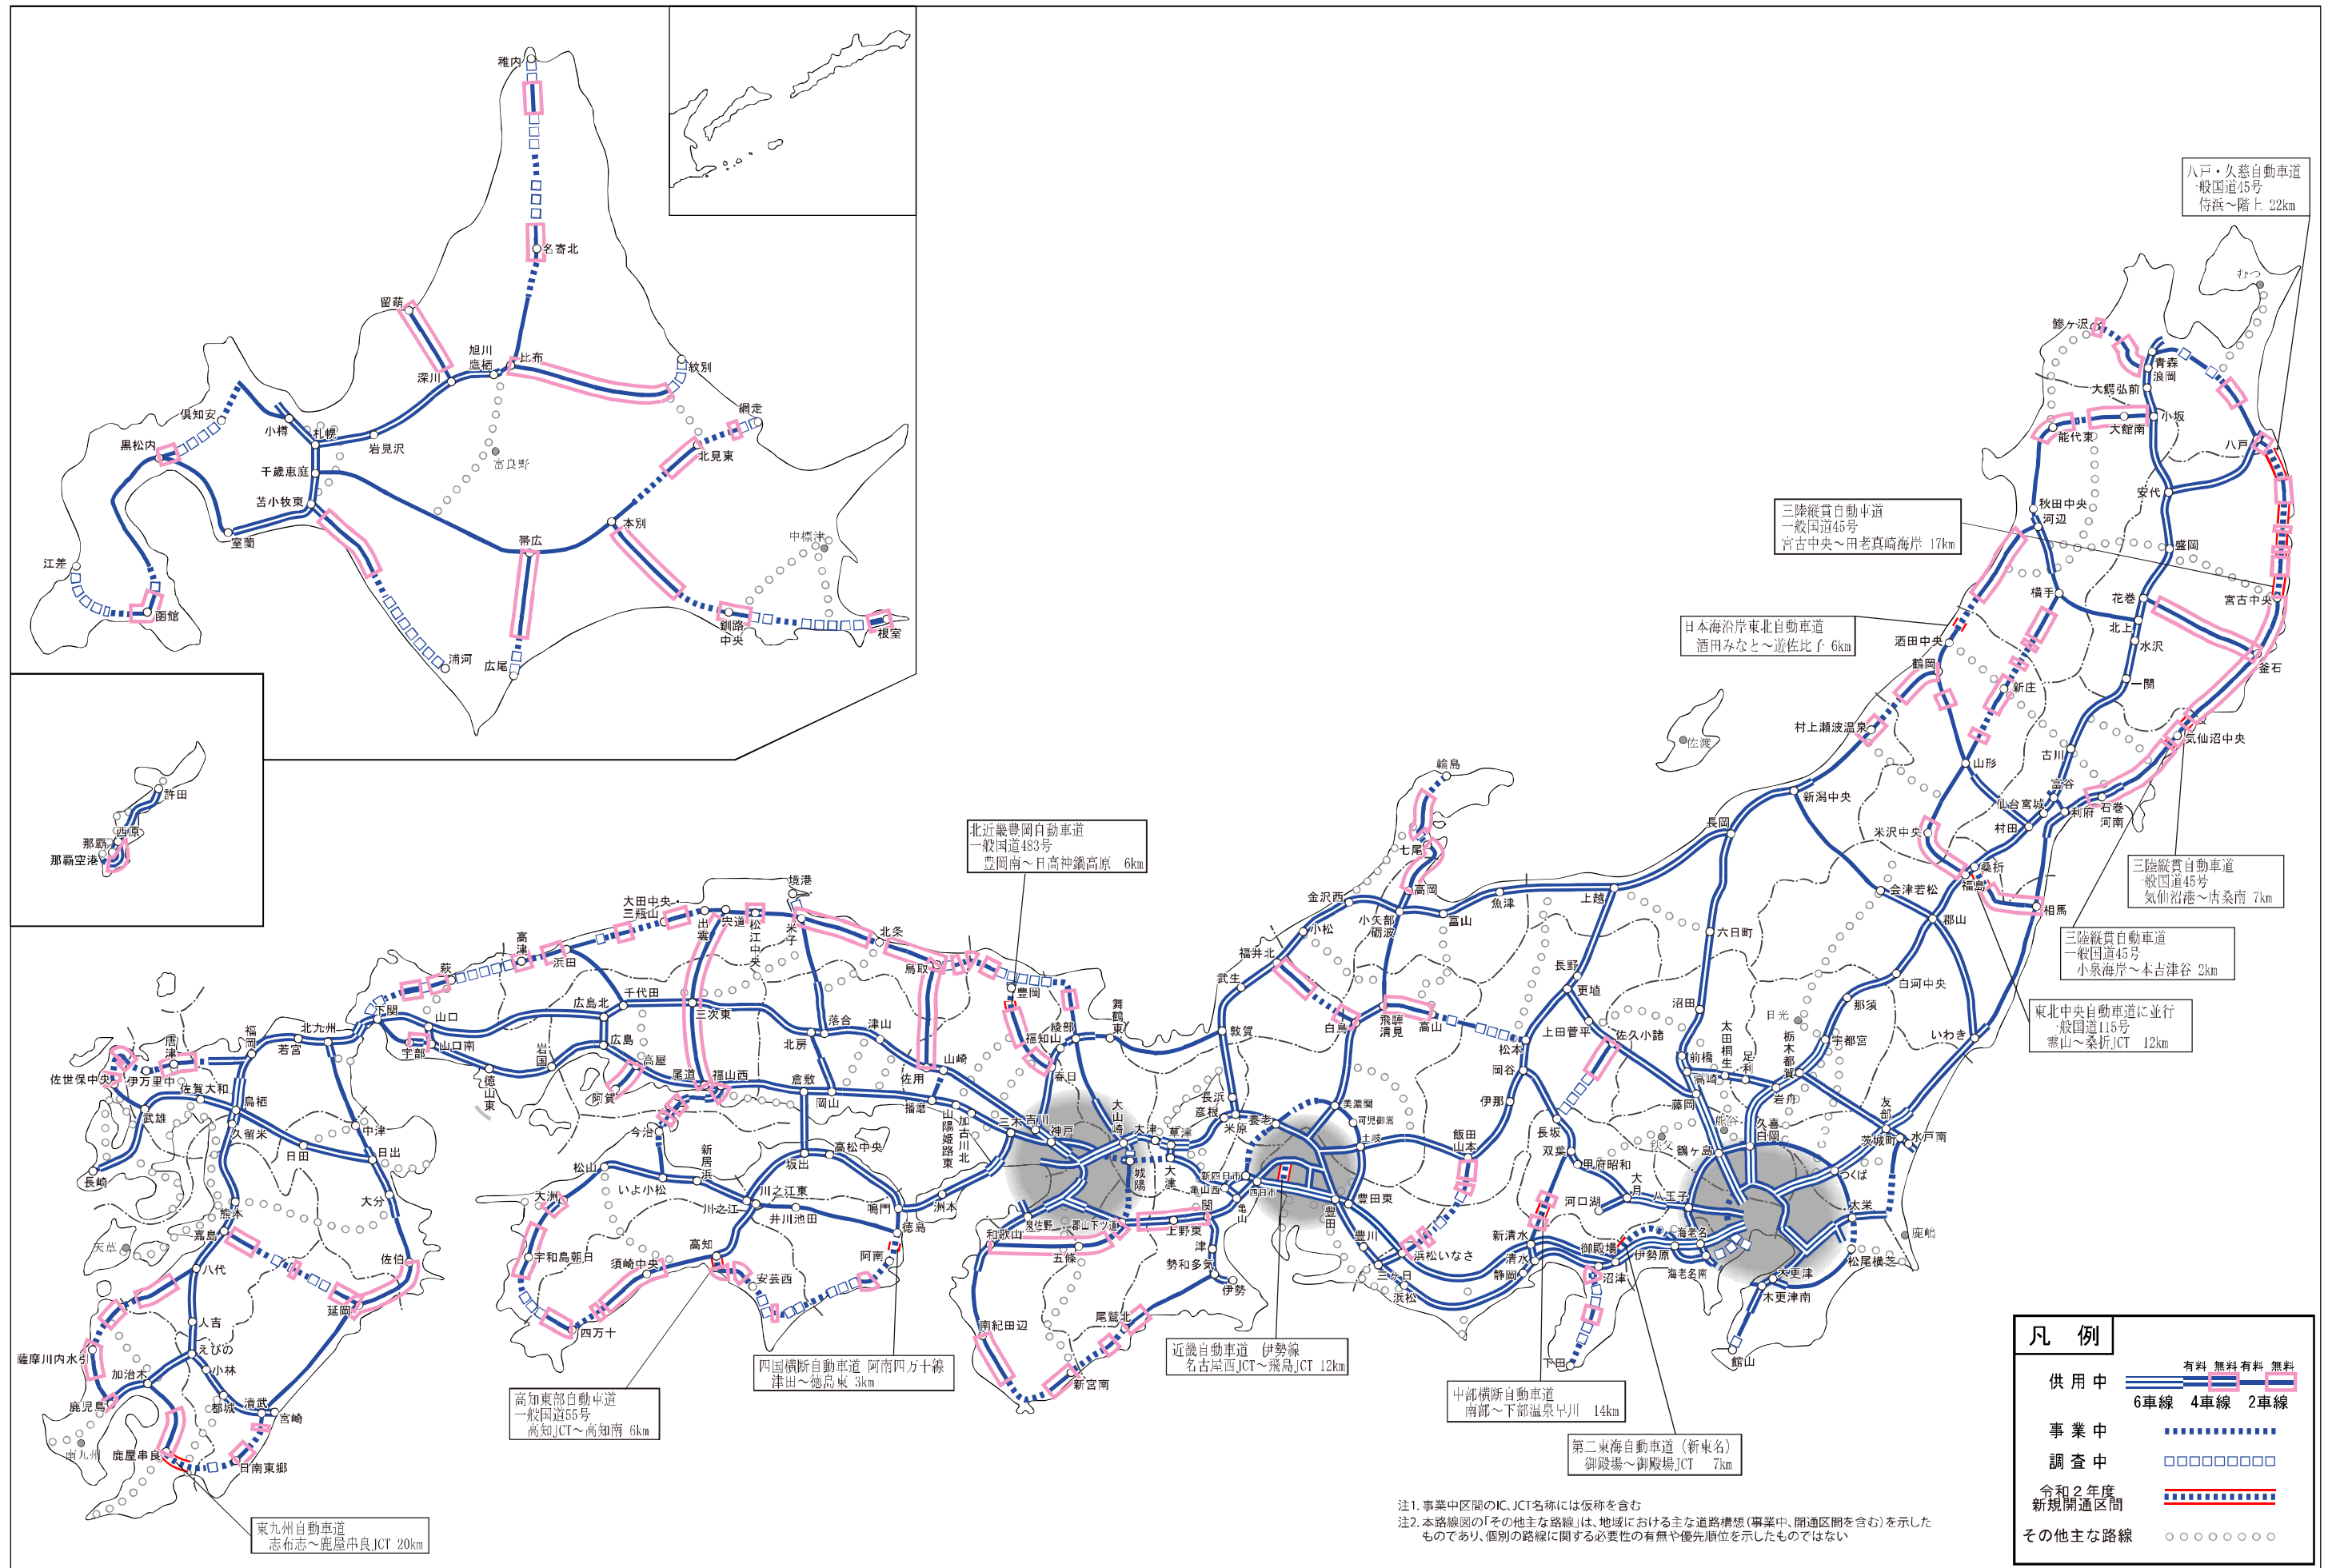 稚内
名寄北
留萌
旭川
鷹栖
比布
深川
紋別
網走
倶知安
小樽
札幌
岩見沢
黒松内
北見東
富良野
千歳恵庭
苫小牧東
室蘭
帯広
本別
中標津
江差
函館
釧路
中央
根室
浦河
広尾
許田
西原
那覇
那覇空港
八戸・久慈自動車道
一般国道45号
侍浜～階上 22km
むつ
鰺ヶ沢
青森
浪岡
大鰐弘前
小坂
大館南
能代東
八戸
安代
秋田中央
河辺
盛岡
三陸縦貫自動車道
一般国道45号
宮古中央～田老真崎海岸 17km
横手
花巻
宮古中央
北上
水沢
日本海沿岸東北自動車道
酒田みなと～遊佐比子 6km
酒田中央
鶴岡
釜石
新庄
一関
村上瀬波温泉
気仙沼中央
佐渡
古川
山形
富谷
仙台宮城
利府
石巻
河南
村田
新潟中央
米沢中央
長岡
桑折
福島
三陸縦貫自動車道
一般国道45号
気仙沼港～唐桑南 7km
会津若松
相馬
郡山
三陸縦貫自動車道
一般国道45号
小泉海岸～本吉津谷 2km
輪島
七尾
高岡
金沢西
小矢部
砺波
富山
魚津
上越
六日町
小松
福井北
白河中央
那須
長野
更埴
沼田
日光
東北中央自動車道に並行
一般国道115号
霊山～桑折JCT 12km
いわき
北近畿豊岡自動車道
一般国道483号
豊岡南～日高神鍋高原 6km
境港
大田中央・
三瓶山
出雲
宍道
松江中央
米子
北条
鳥取
高津
浜田
萩
豊岡
武生
舞鶴東
敦賀
白鳥
飛騨
清見
高山
松本
上田菅平
佐久小諸
太田桐生
足利
栃木都賀
宇都宮
前橋
高崎
岩舟
藤岡
友部
水戸南
茨城町
久喜
白岡
熊谷
秩父
鶴ヶ島
つくば
下関
山口
山口南
宇部
広島北
千代田
三次東
落合
津山
北房
広島
高屋
阿賀
岩国
徳山東
尾道
福山西
倉敷
岡山
佐用
山崎
播磨
山陽姫路東
加古川北
福知山
綾部
春日
三木
吉川
神戸
大山崎
大津
草津
大津
城陽
長浜
彦根
米原
養老
美濃関
可児御嵩
土岐
飯田
山本
岡谷
伊那
長坂
双葉
甲府昭和
大月
河口湖
八王子
北九州
福岡
若宮
唐津
伊万里中
佐世保中央
佐賀大和
鳥栖
久留米
武雄
長崎
日田
中津
日出
大分
熊本
嘉島
天草
八代
佐伯
延岡
人吉
えびの
小林
薩摩川内水引
加治木
鹿児島
都城
清武
宮崎
南九州
鹿屋串良
日南東郷
東九州自動車道
志布志～鹿屋串良JCT 20km
今治
松山
いよ小松
新居浜
坂出
高松中央
川之江
川之江東
井川池田
鳴門
徳島
洲本
大洲
宇和島朝日
須崎中央
高知
安芸西
阿南
四万十
高知東部自動車道
一般国道55号
高知JCT～高知南 6km
四国横断自動車道 阿南四万十線
津田～徳島東 3km
和歌山
泉佐野
郡山下ツ道
五條
上野東
関
亀山
亀山西
新四日市
四日市
津
勢和多気
伊勢
尾鷲北
南紀田辺
新宮南
近畿自動車道 伊勢線
名古屋西JCT～飛島JCT 12km
豊田東
豊田
豊川
三ヶ日
浜松いなさ
浜松
新清水
清水
静岡
御殿場
沼津
伊勢原
海老名
海老名南
下田
木更津
木更津南
館山
大栄
鹿嶋
松尾横芝
中部横断自動車道
南部～下部温泉早川 14km
第二東海自動車道（新東名）
御殿場～御殿場JCT 7km
注1. 事業中区間のIC、JCT名称には仮称を含む
注2. 本路線図の「その他主な路線」は、地域における主な道路構想（事業中、開通区間を含む）を示した
ものであり、個別の路線に関する必要性の有無や優先順位を示したものではない
凡 例
有料 無料 有料 無料
供用中
6車線 4車線 2車線
事業中
調査中
令和２年度
新規開通区間
その他主な路線